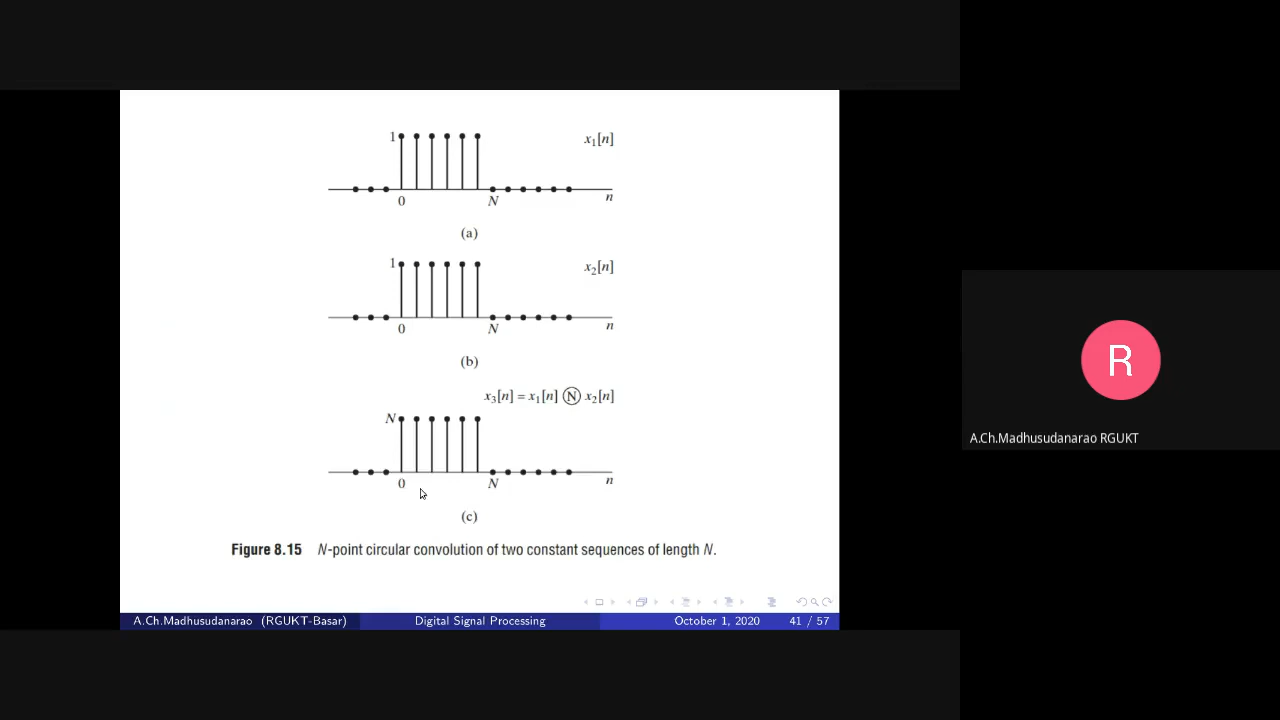 1
x₁[n]
0
N
n
(a)
1
x₂[n]
0
N
n
(b)
x₃[n] = x₁[n] Ⓝ x₂[n]
N
0
N
n
(c)
Figure 8.15 N-point circular convolution of two constant sequences of length N.
A.Ch.Madhusudanarao (RGUKT-Basar) Digital Signal Processing October 1, 2020 41 / 57
R
A.Ch.Madhusudanarao RGUKT